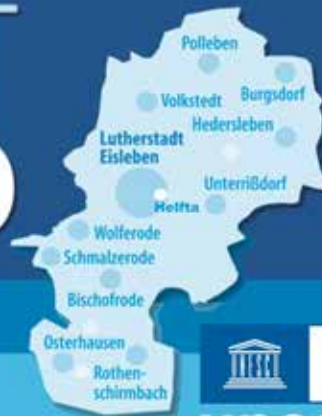 Polleben
Volkstedt
Burgsdorf
Hedersleben
Lutherstadt
Eisleben
Unterrißdorf
Helfta
Wolferode
Schmalzerode
Bischofrode
Osterhausen
Rothen-
schirmbach